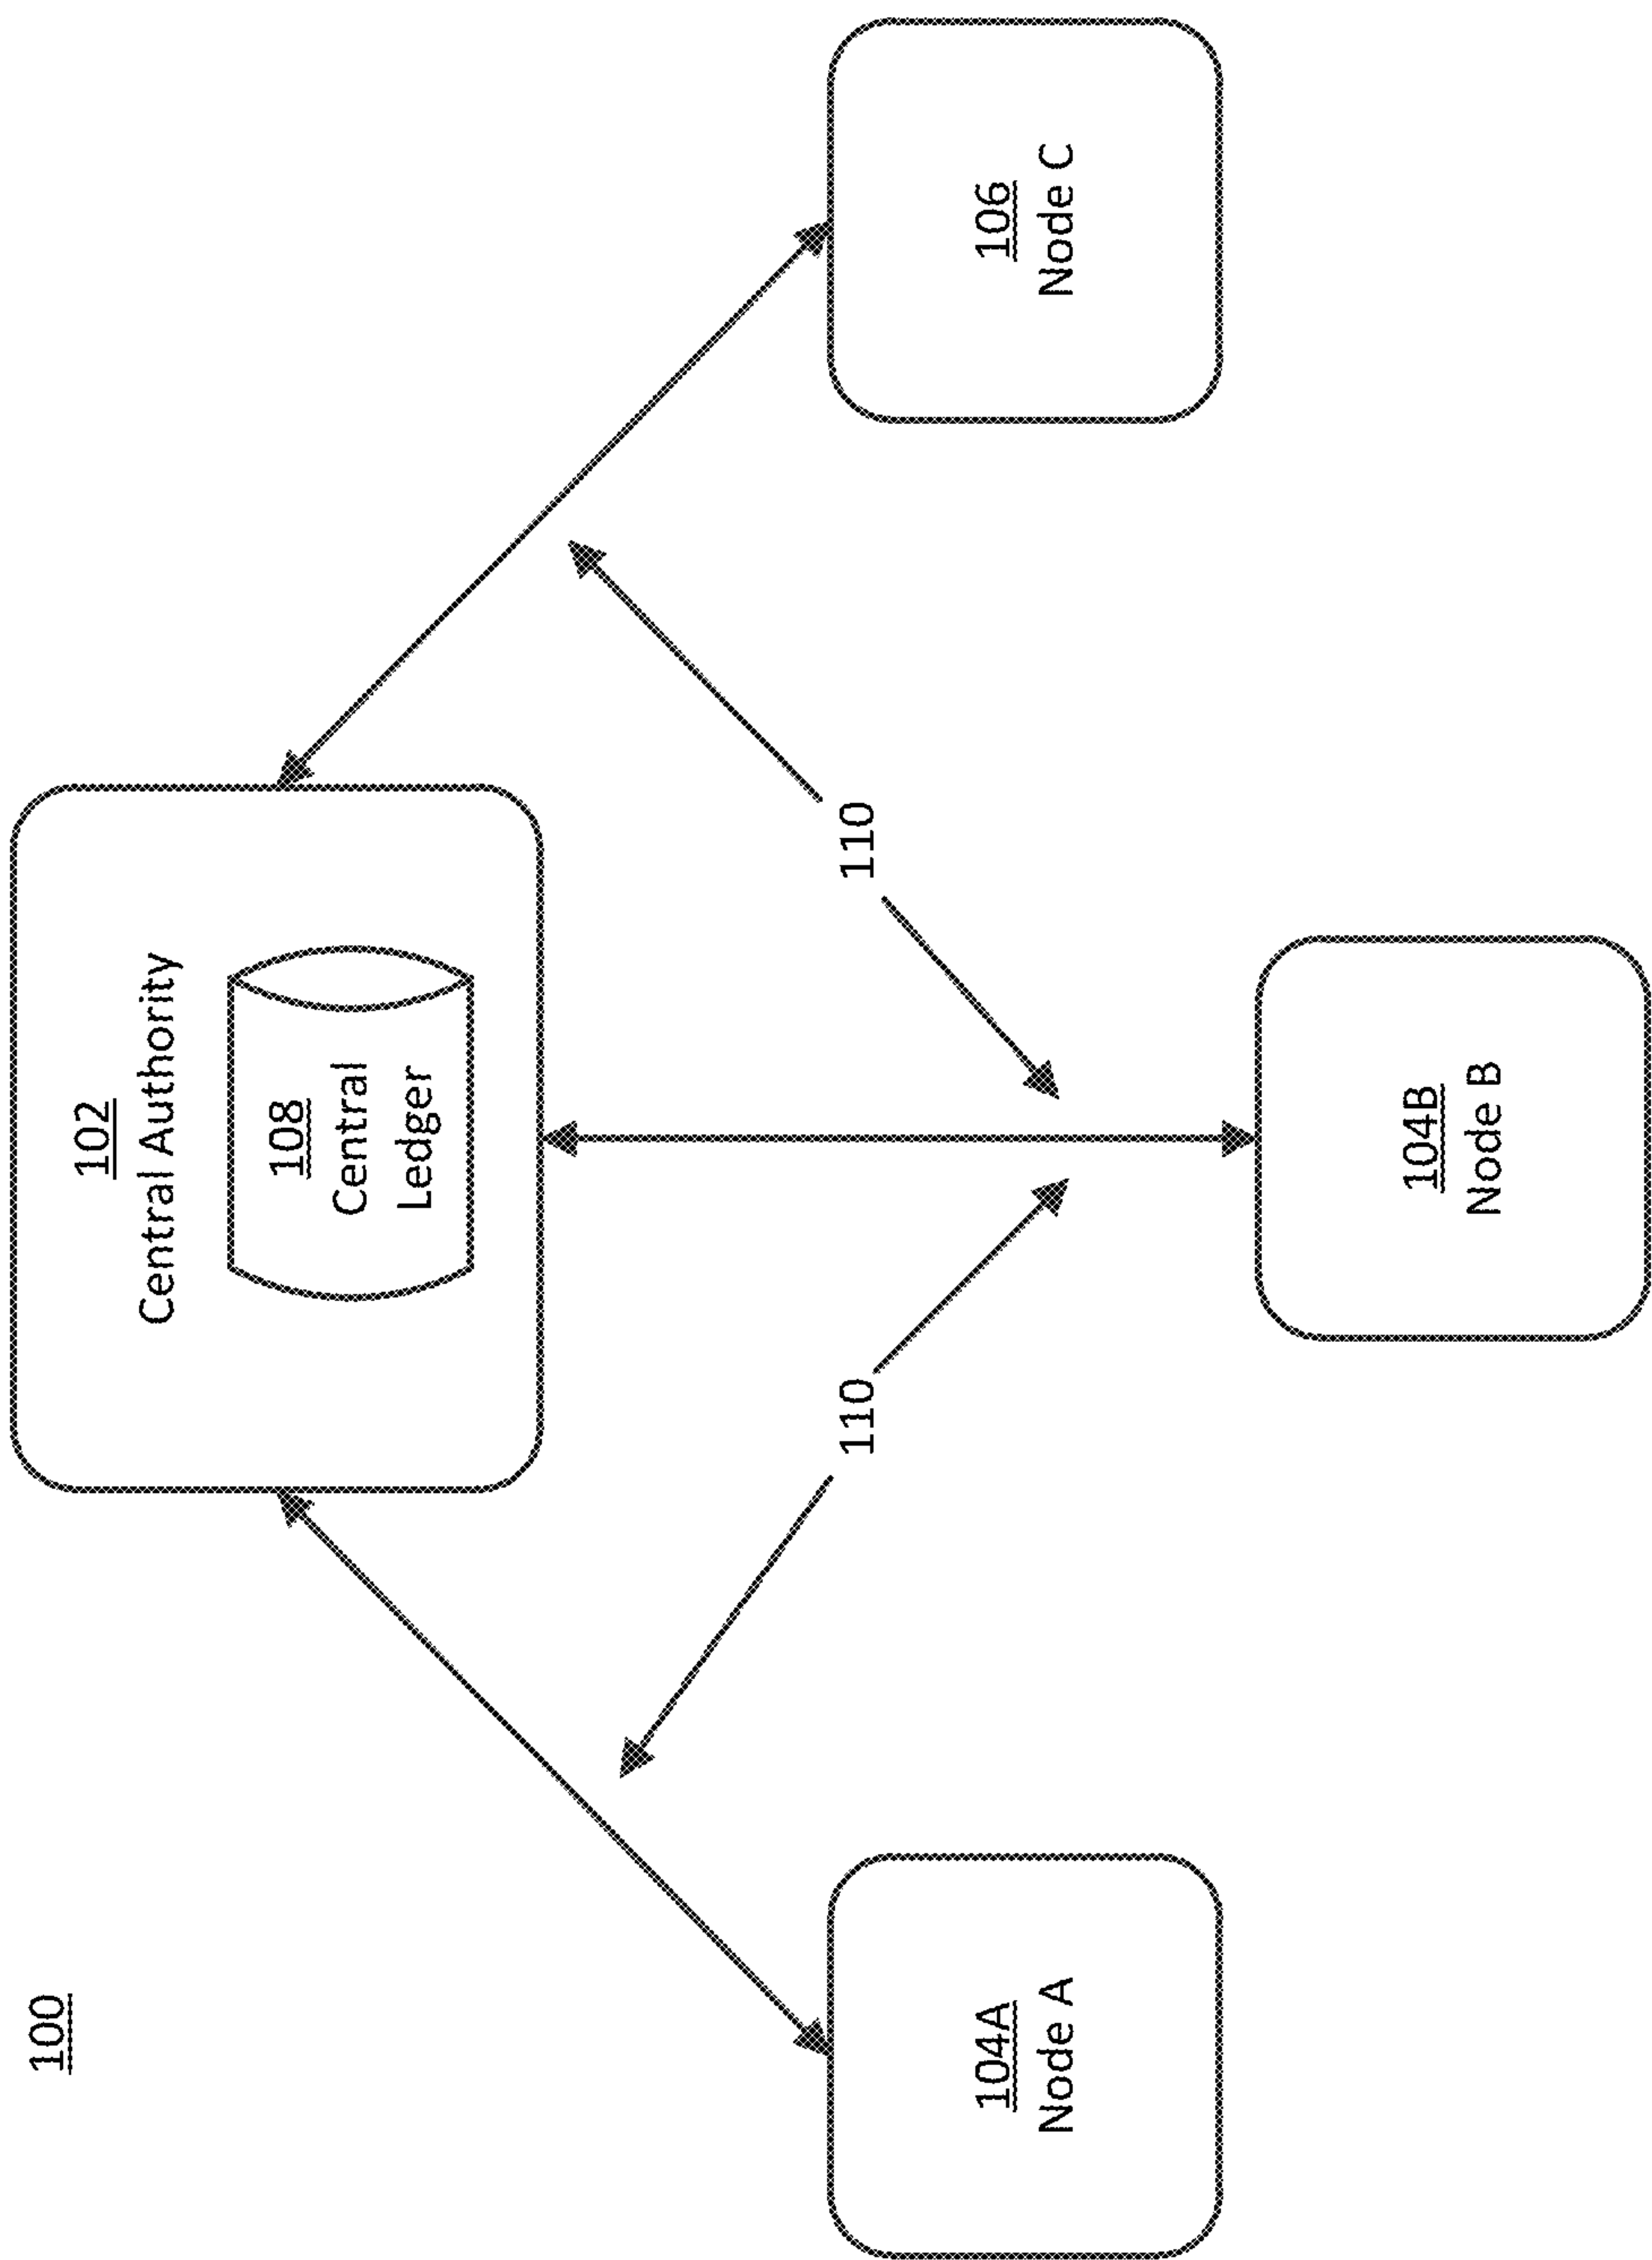 100
102
Central Authority
108
Central
Ledger
110
110
104A
Node A
104B
Node B
106
Node C